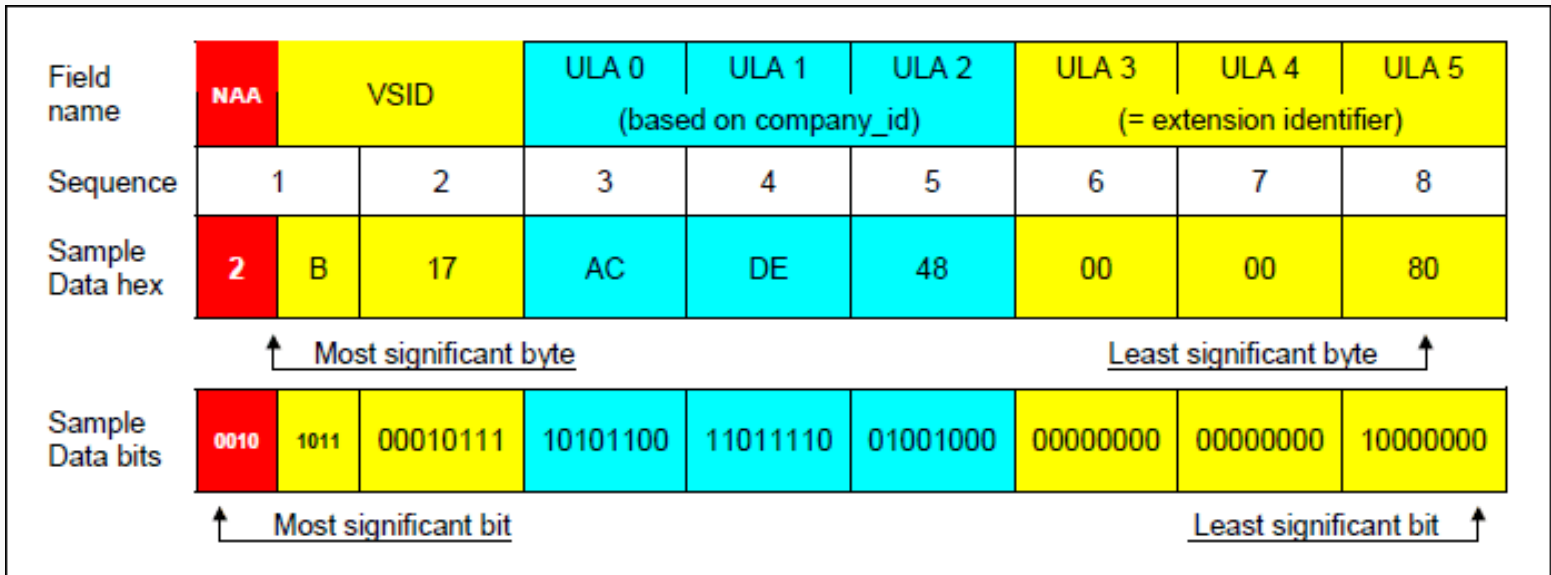 Field name NAA VSID ULA 0 ULA 1 ULA 2 ULA 3 ULA 4 ULA 5
(based on company_id) (= extension identifier)
Sequence 1 2 3 4 5 6 7 8
Sample Data hex 2 B 17 AC DE 48 00 00 80
Most significant byte Least significant byte
Sample Data bits 0010 1011 00010111 10101100 11011110 01001000 00000000 00000000 10000000
Most significant bit Least significant bit